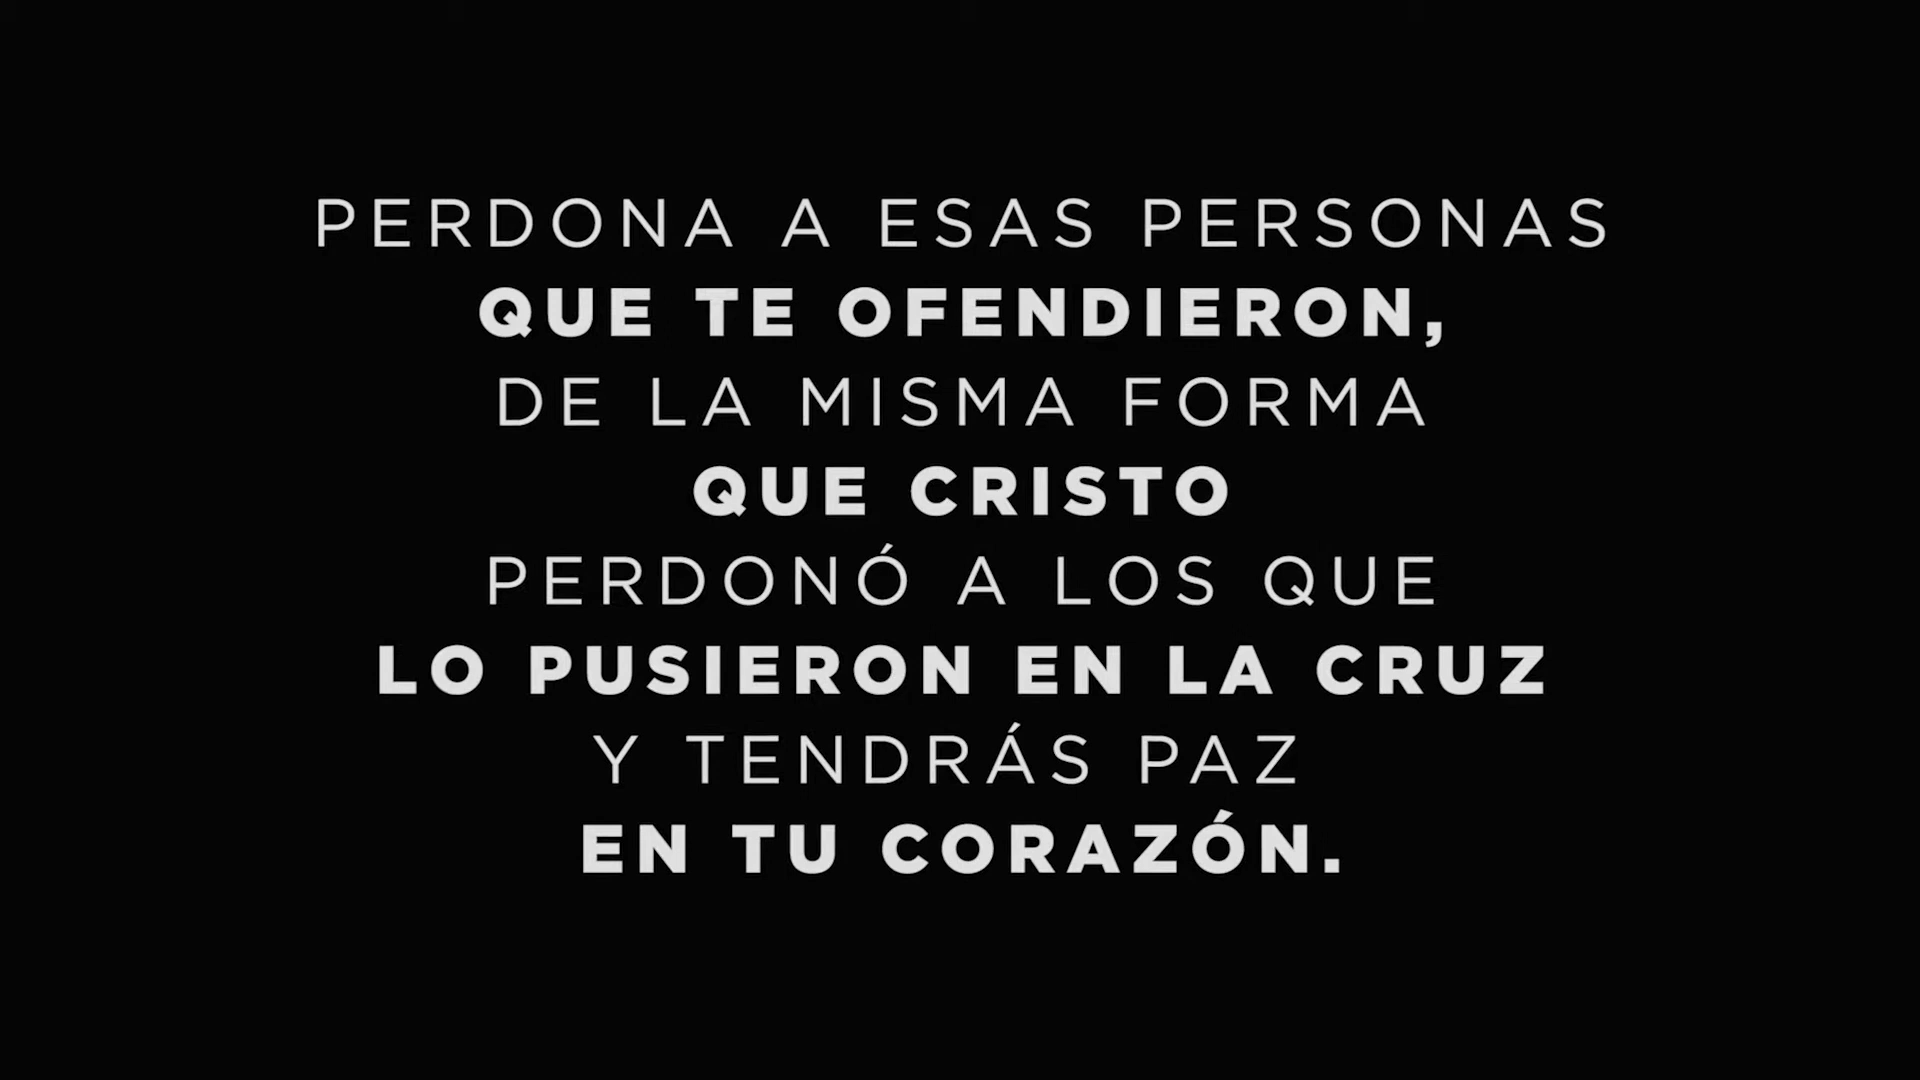 PERDONA A ESAS PERSONAS
QUE TE OFENDIERON,
DE LA MISMA FORMA
QUE CRISTO
PERDONÓ A LOS QUE
LO PUSIERON EN LA CRUZ
Y TENDRÁS PAZ
EN TU CORAZÓN.